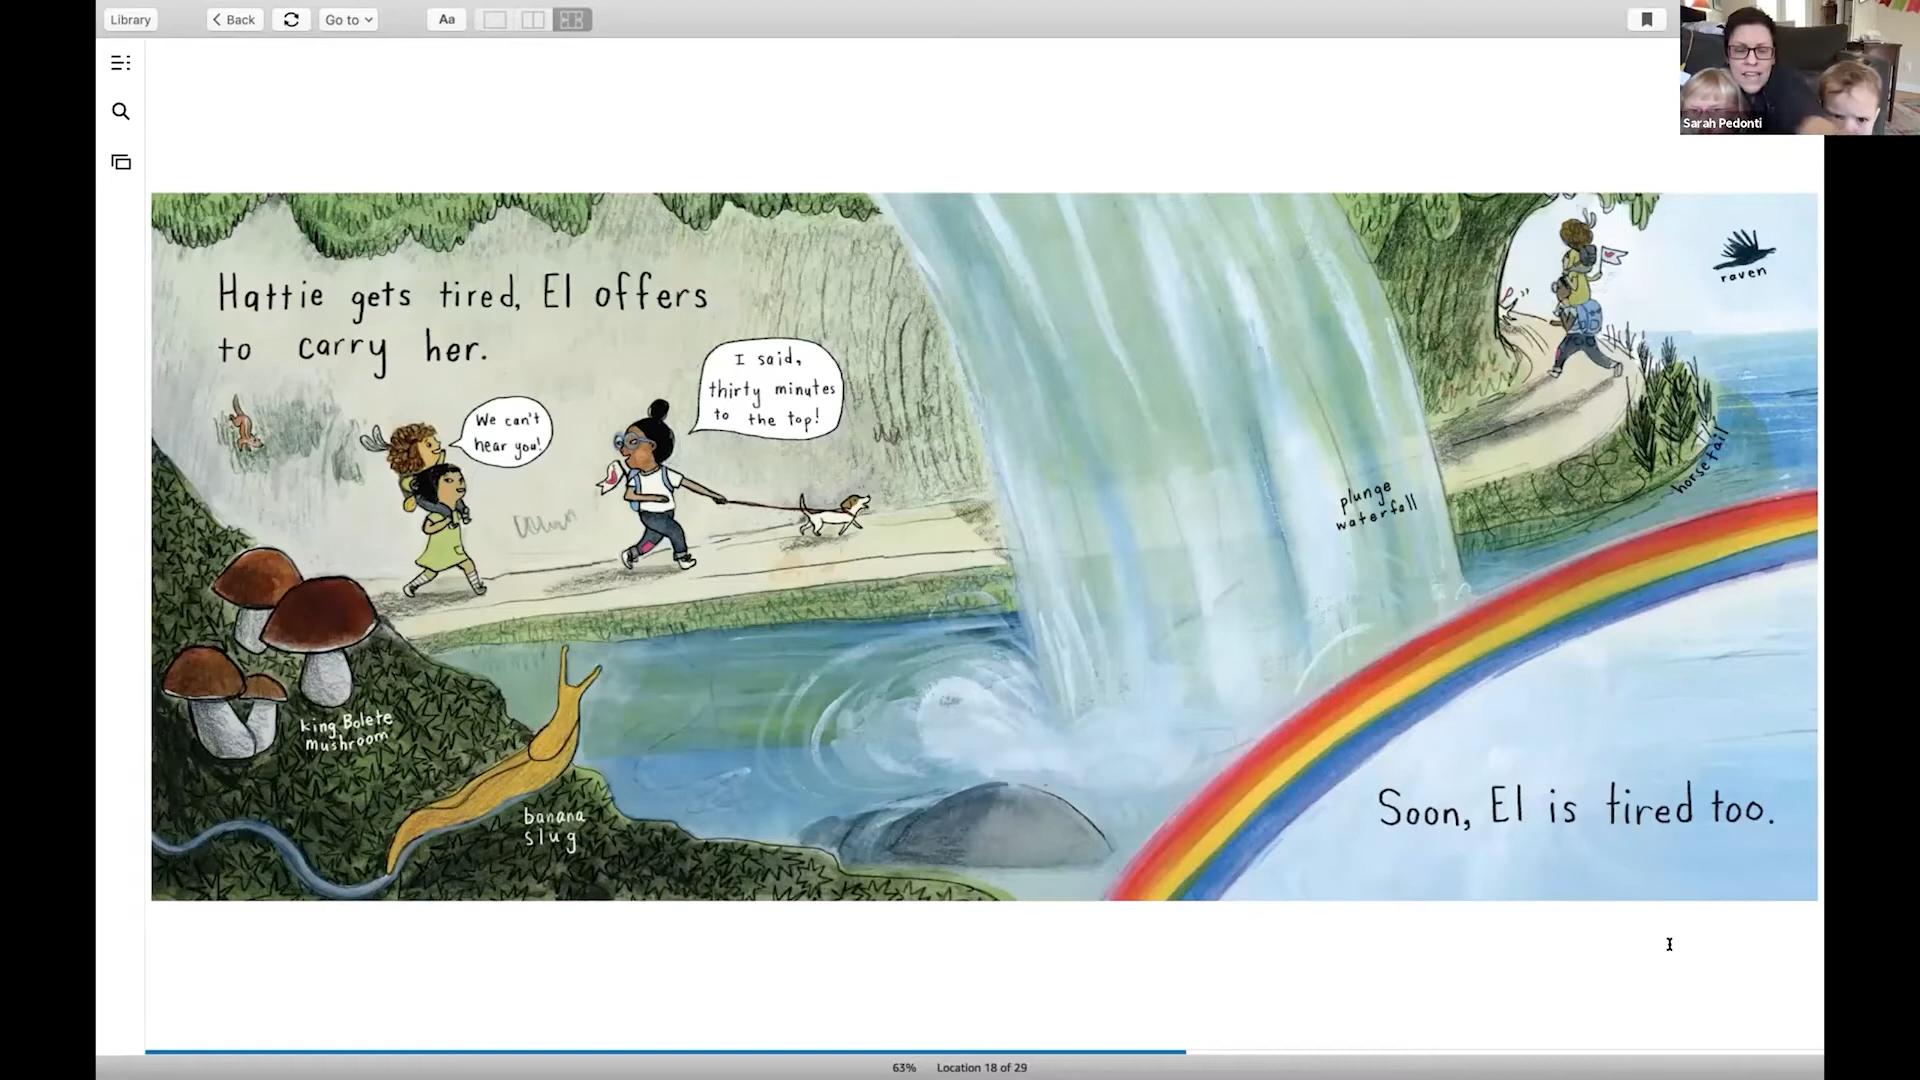 Library
Back
Go to
Aa
Sarah Pedonti
Hattie gets tired, El offers
to carry her.
I said,
thirty minutes
to the top!
We can't
hear you!
raven
horsetail
plunge
waterfall
king Bolete
mushroom
banana
slug
Soon, El is tired too.
63% Location 18 of 29